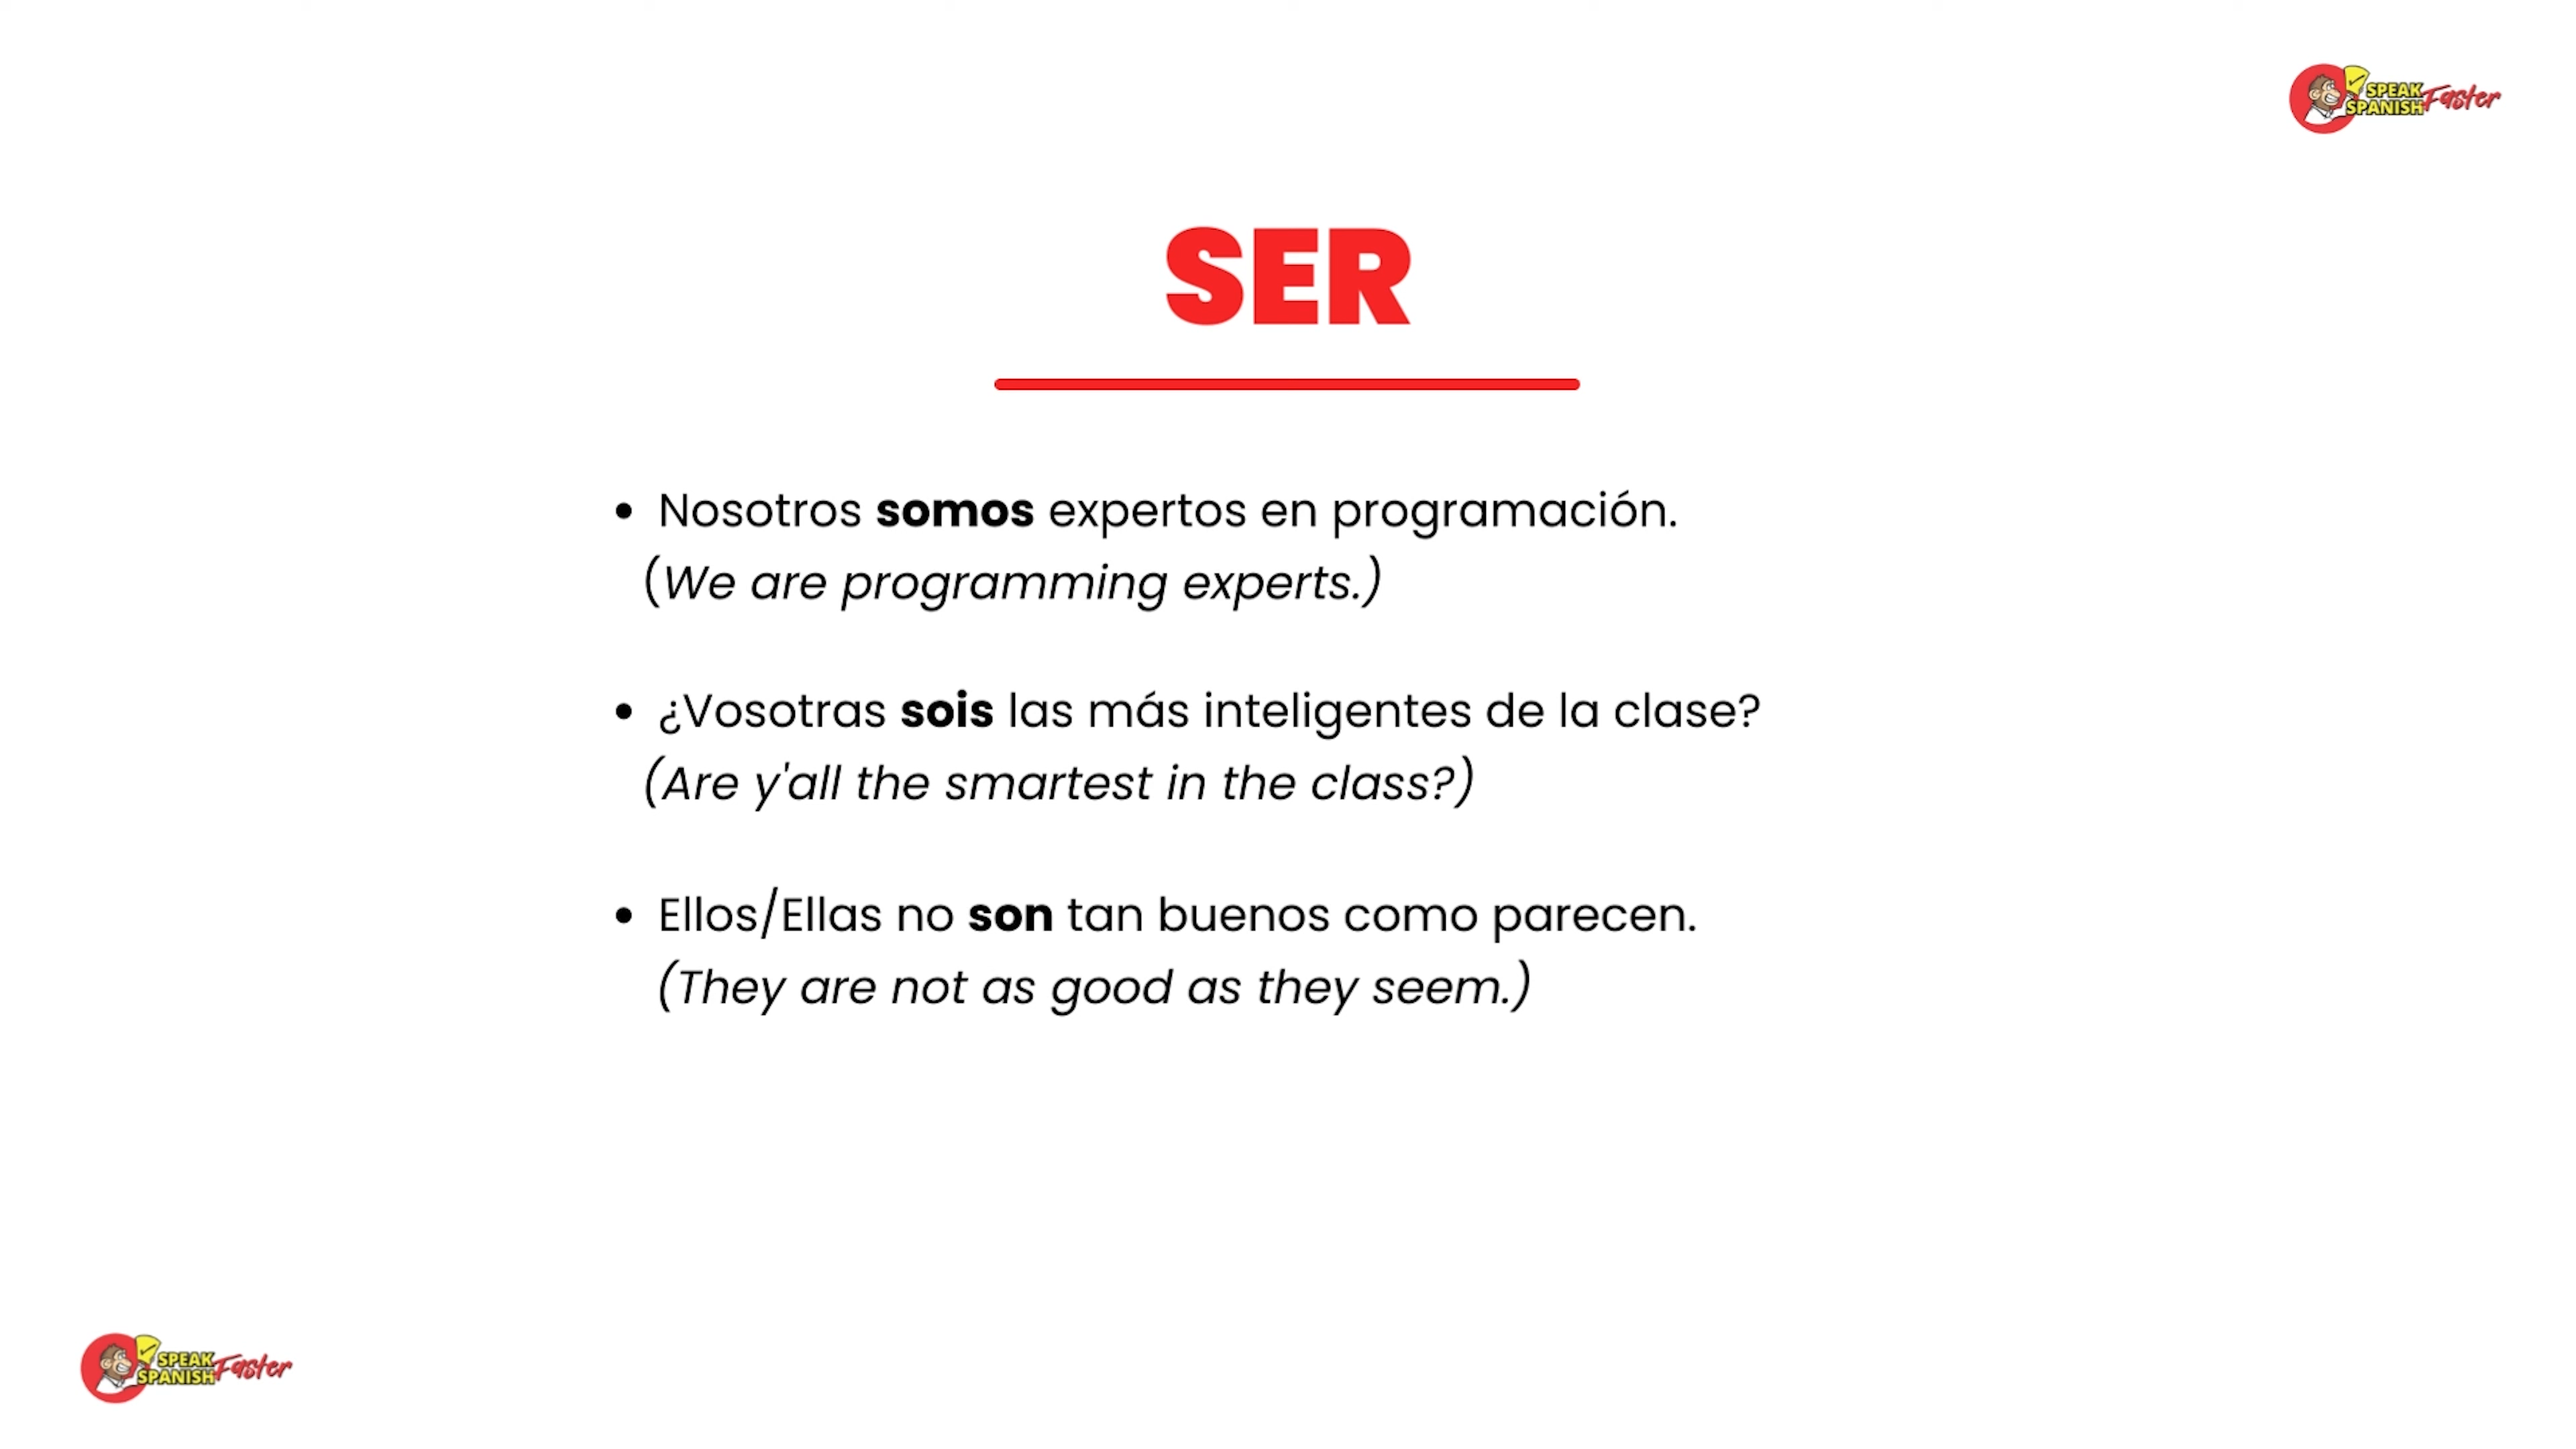 SPEAK
SPANISH Faster
SER
• Nosotros somos expertos en programación.
(We are programming experts.)
• ¿Vosotras sois las más inteligentes de la clase?
(Are y'all the smartest in the class?)
• Ellos/Ellas no son tan buenos como parecen.
(They are not as good as they seem.)
SPEAK
SPANISH Faster